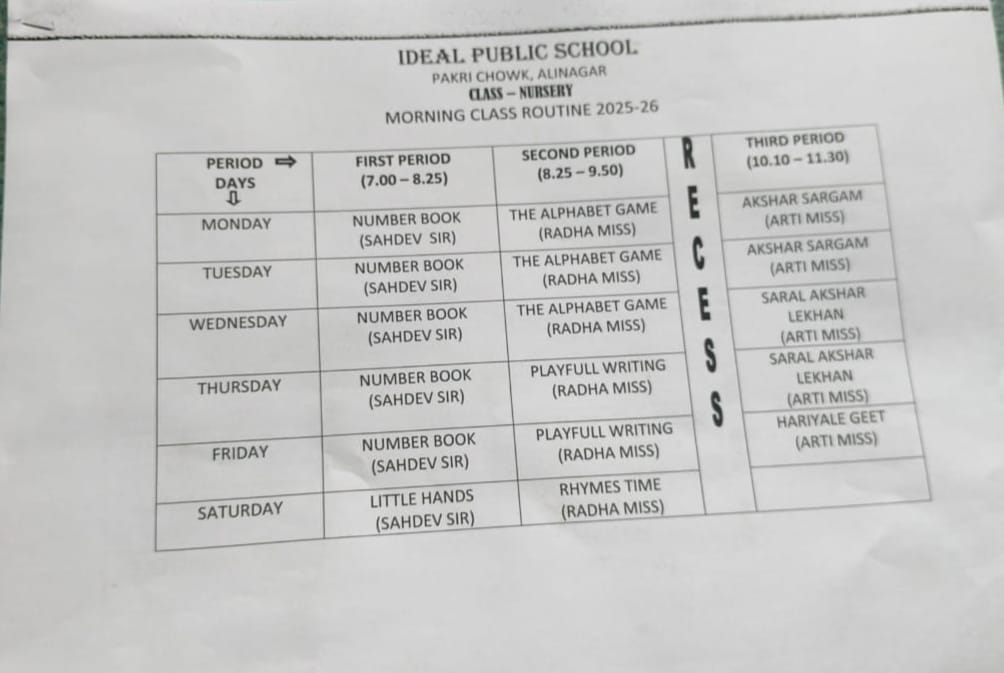 IDEAL PUBLIC SCHOOL
PAKRI CHOWK, ALINAGAR
CLASS – NURSERY
MORNING CLASS ROUTINE 2025-26
PERIOD ⇨
DAYS
⇩
FIRST PERIOD
(7.00 – 8.25)
SECOND PERIOD
(8.25 – 9.50)
RECESS
THIRD PERIOD
(10.10 – 11.30)
MONDAY
NUMBER BOOK
(SAHDEV SIR)
THE ALPHABET GAME
(RADHA MISS)
AKSHAR SARGAM
(ARTI MISS)
TUESDAY
NUMBER BOOK
(SAHDEV SIR)
THE ALPHABET GAME
(RADHA MISS)
AKSHAR SARGAM
(ARTI MISS)
WEDNESDAY
NUMBER BOOK
(SAHDEV SIR)
THE ALPHABET GAME
(RADHA MISS)
SARAL AKSHAR
LEKHAN
(ARTI MISS)
THURSDAY
NUMBER BOOK
(SAHDEV SIR)
PLAYFULL WRITING
(RADHA MISS)
SARAL AKSHAR
LEKHAN
(ARTI MISS)
FRIDAY
NUMBER BOOK
(SAHDEV SIR)
PLAYFULL WRITING
(RADHA MISS)
HARIYALE GEET
(ARTI MISS)
SATURDAY
LITTLE HANDS
(SAHDEV SIR)
RHYMES TIME
(RADHA MISS)